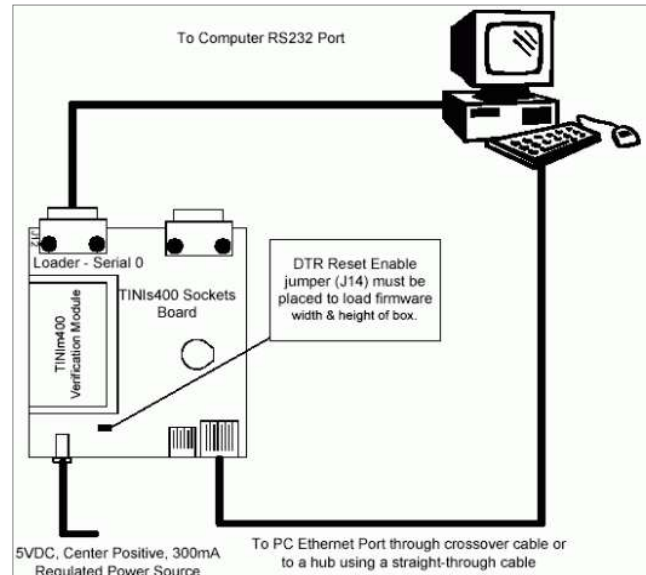 To Computer RS232 Port
J12
Loader - Serial 0
TINIs400 Sockets
Board
TINIm400
Verification Module
DTR Reset Enable
jumper (J14) must be
placed to load firmware
width & height of box.
5VDC, Center Positive, 300mA
Regulated Power Source
To PC Ethernet Port through crossover cable or
to a hub using a straight-through cable